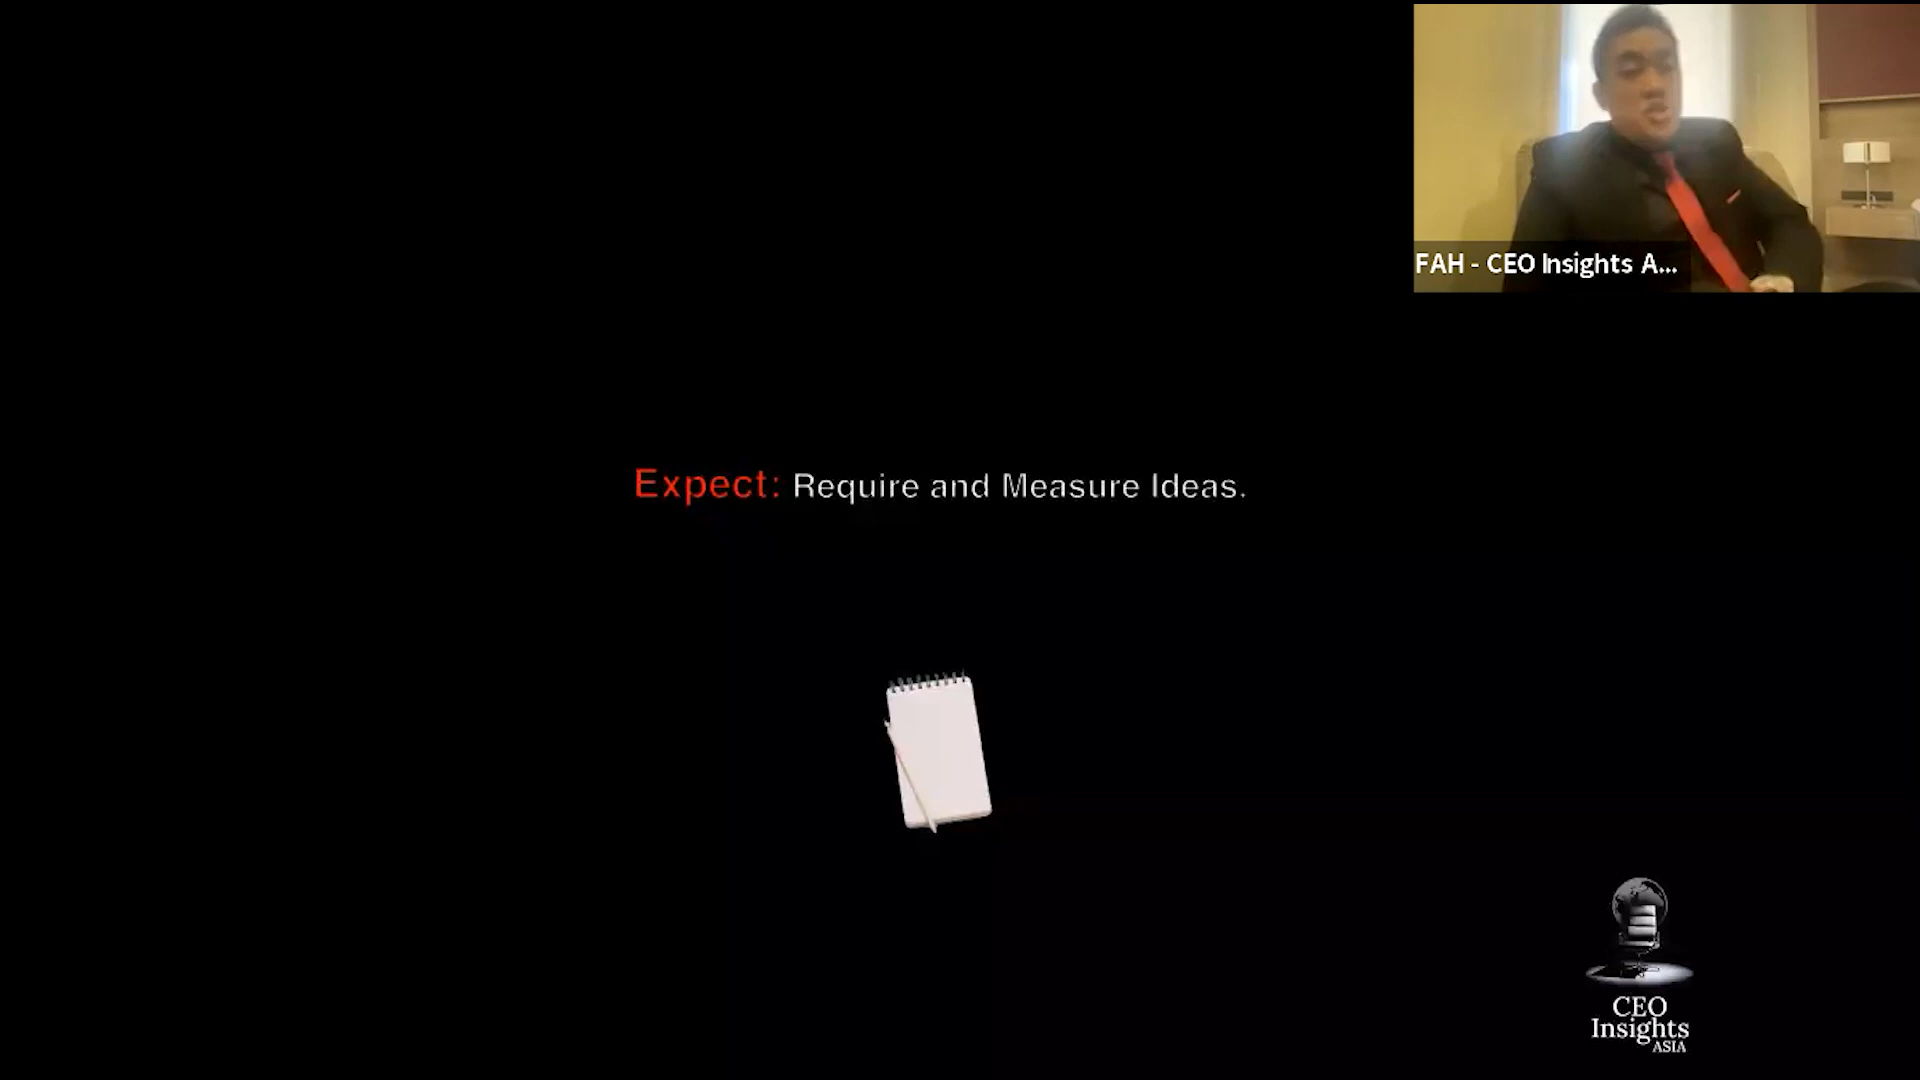 FAH - CEO Insights A...
Expect: Require and Measure Ideas.
CEO
Insights
ASIA